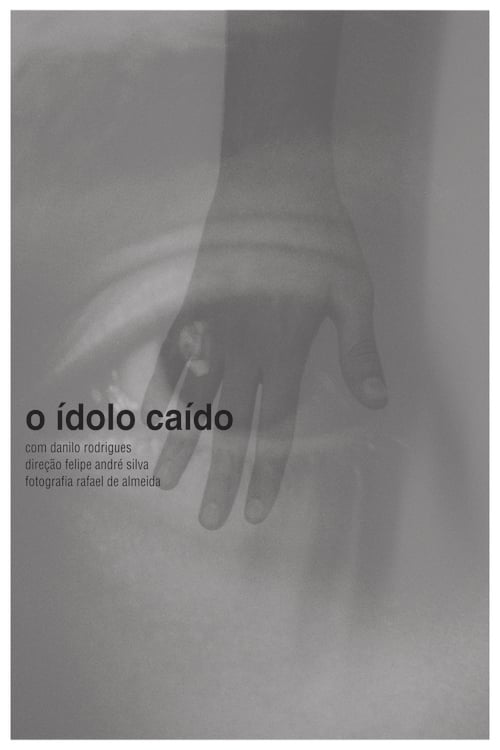 o ídolo caído
com danilo rodrigues
direção felipe andré silva
fotografia rafael de almeida